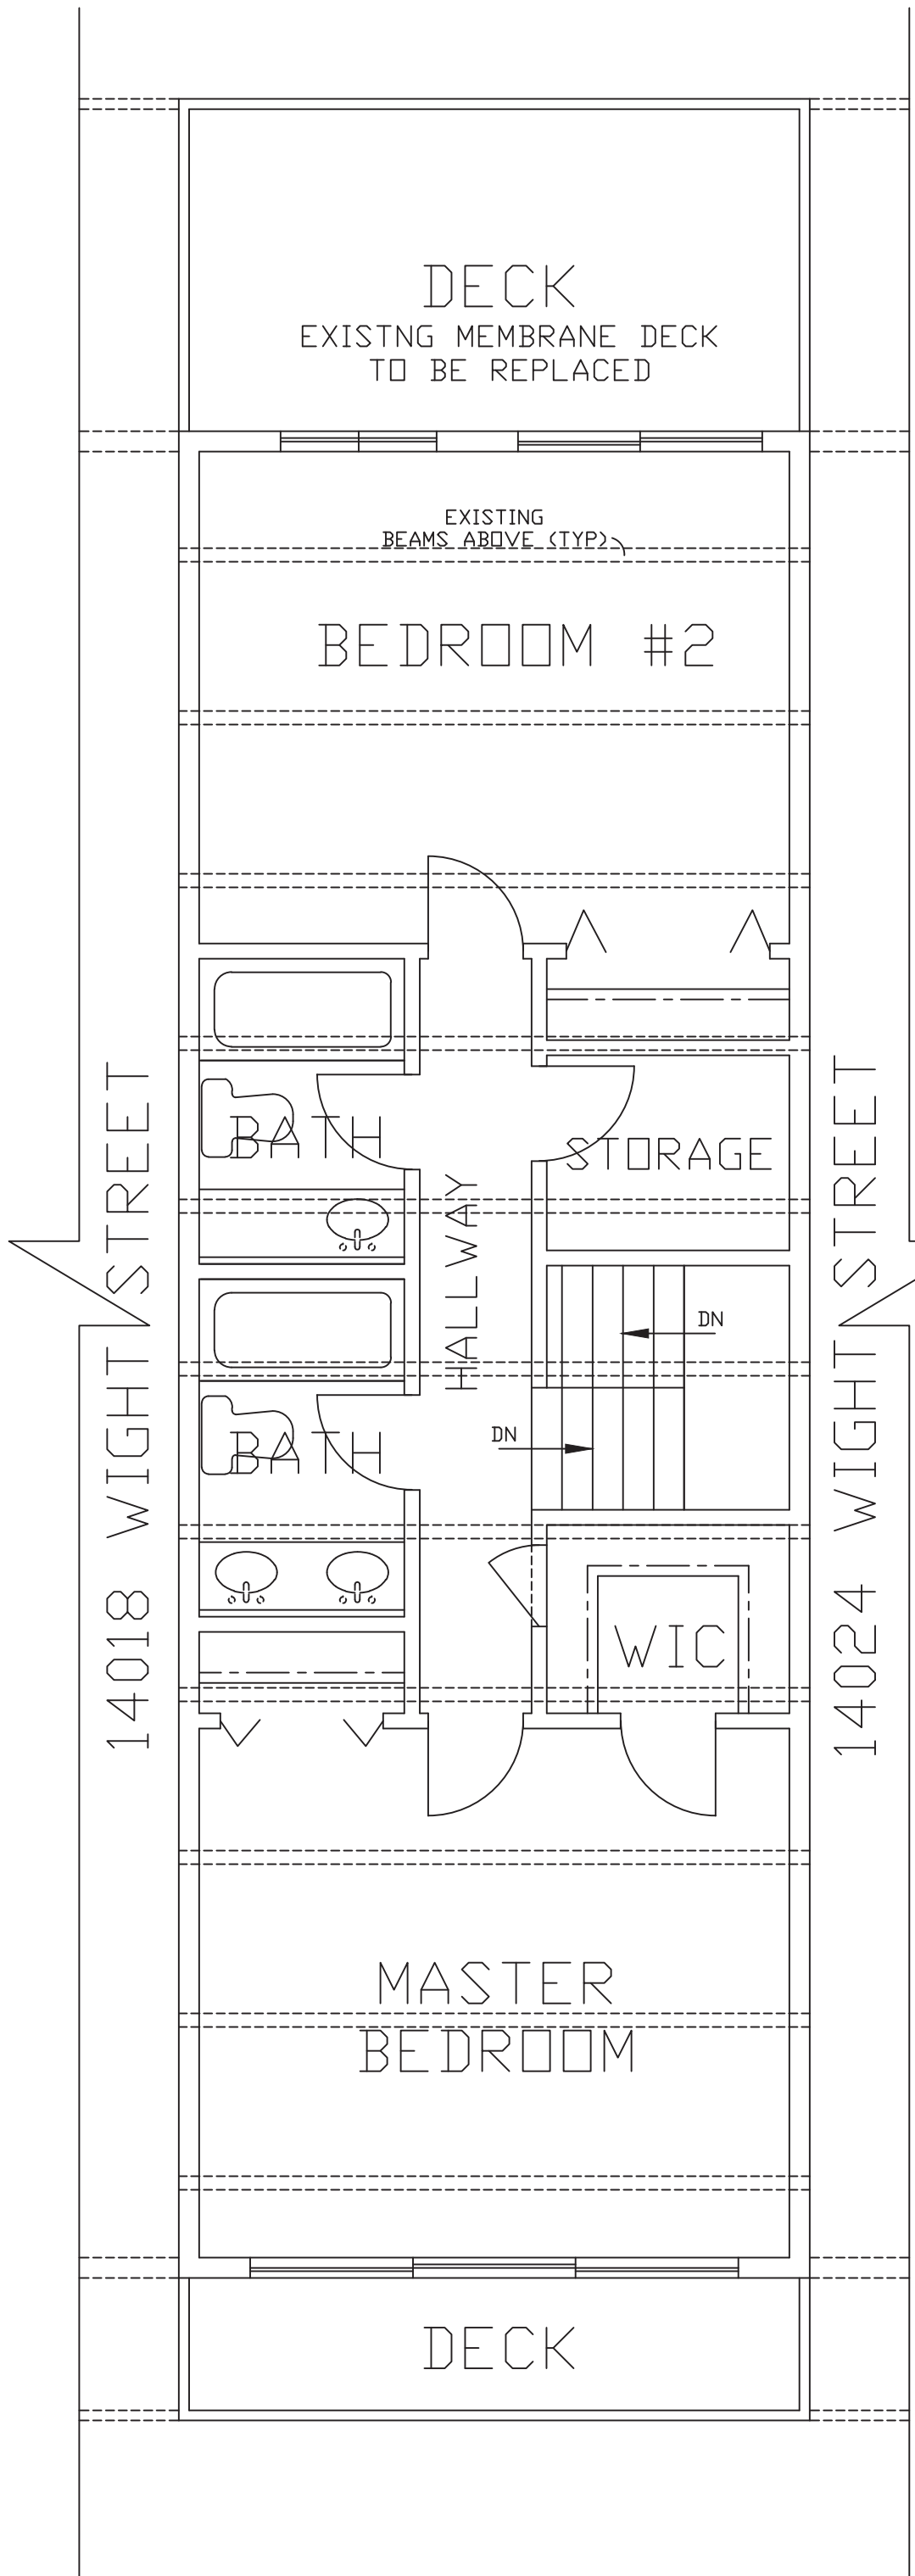 DECK
EXISTNG MEMBRANE DECK
TO BE REPLACED
EXISTING
BEAMS ABOVE (TYP)
BEDROOM #2
BATH
STORAGE
HALLWAY
DN
DN
BATH
WIC
14018 WIGHT STREET
14024 WIGHT STREET
MASTER
BEDROOM
DECK